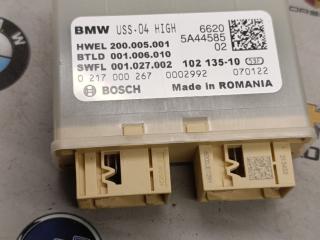 BMW USS-04 HIGH 6620
5A44585
HWEL 200.005.001 02
BTLD 001.006.010
SWFL 001.027.002 102 135-10
0 217 000 267 0002992 070122
BOSCH Made in ROMANIA